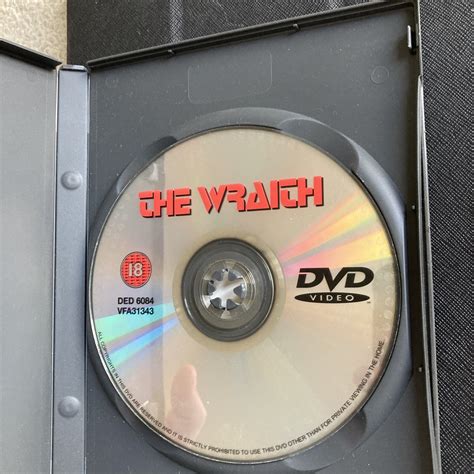 THE WRAITH
18
DED 6084
VFA31343
DVD
VIDEO
ALL COPYRIGHTS IN THIS DVD ARE RESERVED AND IT IS STRICTLY PROHIBITED TO USE THIS DVD OTHER THAN FOR PRIVATE VIEWING IN THE HOME.